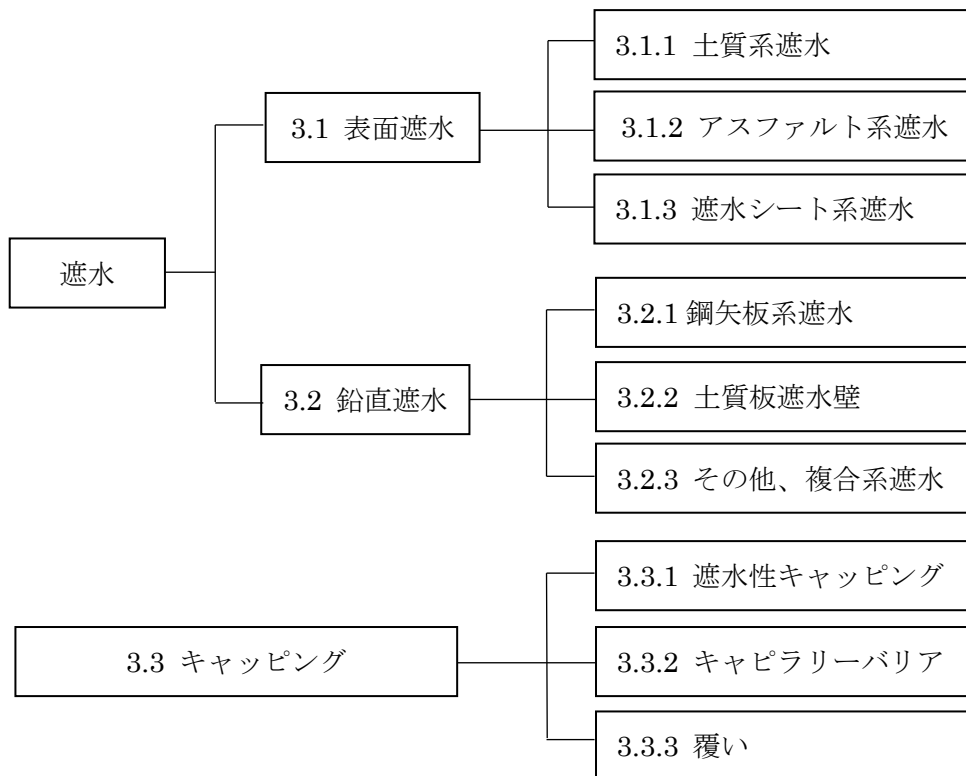 遮水
3.1 表面遮水
3.1.1 土質系遮水
3.1.2 アスファルト系遮水
3.1.3 遮水シート系遮水
3.2 鉛直遮水
3.2.1 鋼矢板系遮水
3.2.2 土質板遮水壁
3.2.3 その他、複合系遮水
3.3 キャッピング
3.3.1 遮水性キャッピング
3.3.2 キャピラリーバリア
3.3.3 覆い